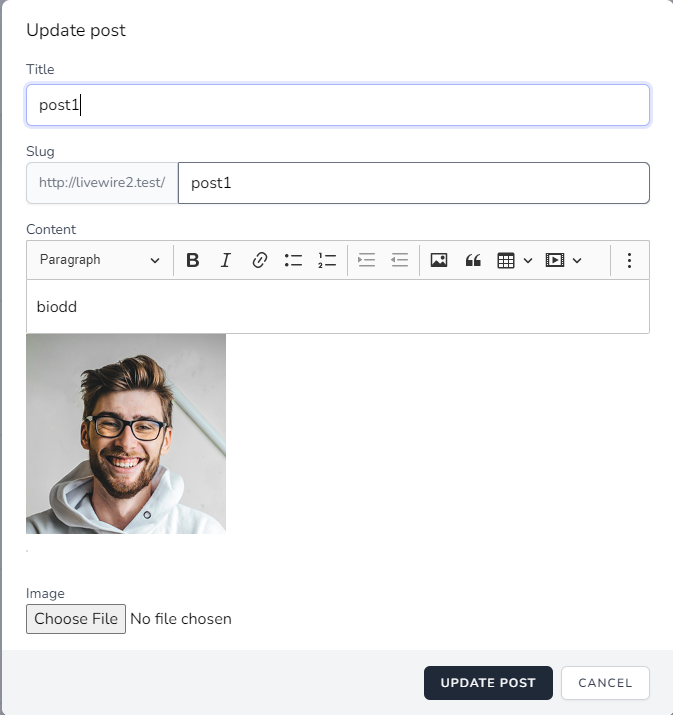 Update post
Title
post1
Slug
http://livewire2.test/ post1
Content
Paragraph B I
biodd
Image
Choose File No file chosen
UPDATE POST CANCEL